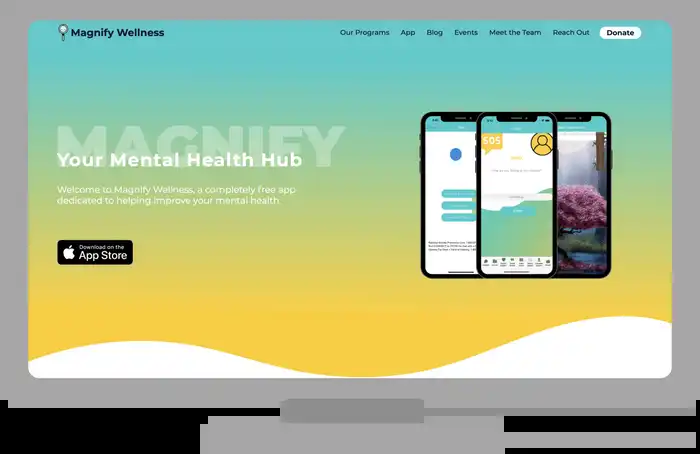 Magnify Wellness
Our Programs App Blog Events Meet the Team Reach Out Donate
MAGNIFY
Your Mental Health Hub
Welcome to Magnify Wellness, a completely free app
dedicated to helping improve your mental health.
Download on the
App Store
SOS